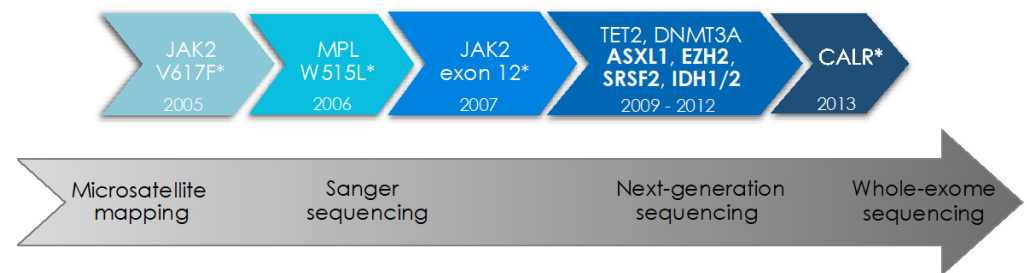 JAK2
V617F*
2005
MPL
W515L*
2006
JAK2
exon 12*
2007
TET2, DNMT3A
ASXL1, EZH2,
SRSF2, IDH1/2
2009 - 2012
CALR*
2013
Microsatellite
mapping
Sanger
sequencing
Next-generation
sequencing
Whole-exome
sequencing